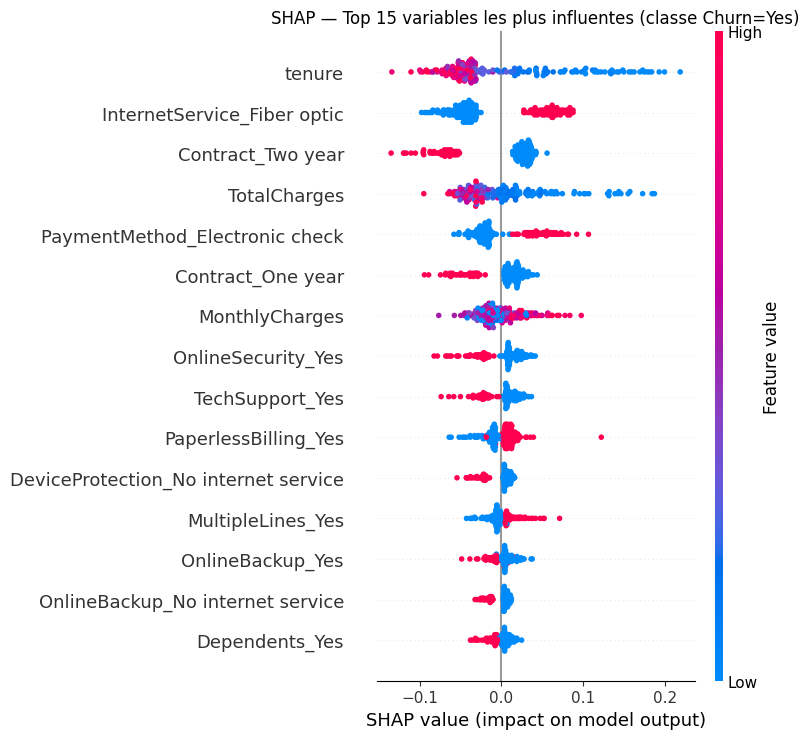 SHAP — Top 15 variables les plus influentes (classe Churn=Yes)
High
tenure
InternetService_Fiber optic
Contract_Two year
TotalCharges
PaymentMethod_Electronic check
Contract_One year
MonthlyCharges
OnlineSecurity_Yes
TechSupport_Yes
PaperlessBilling_Yes
DeviceProtection_No internet service
MultipleLines_Yes
OnlineBackup_Yes
OnlineBackup_No internet service
Dependents_Yes
Feature value
Low
−0.1 0.0 0.1 0.2
SHAP value (impact on model output)